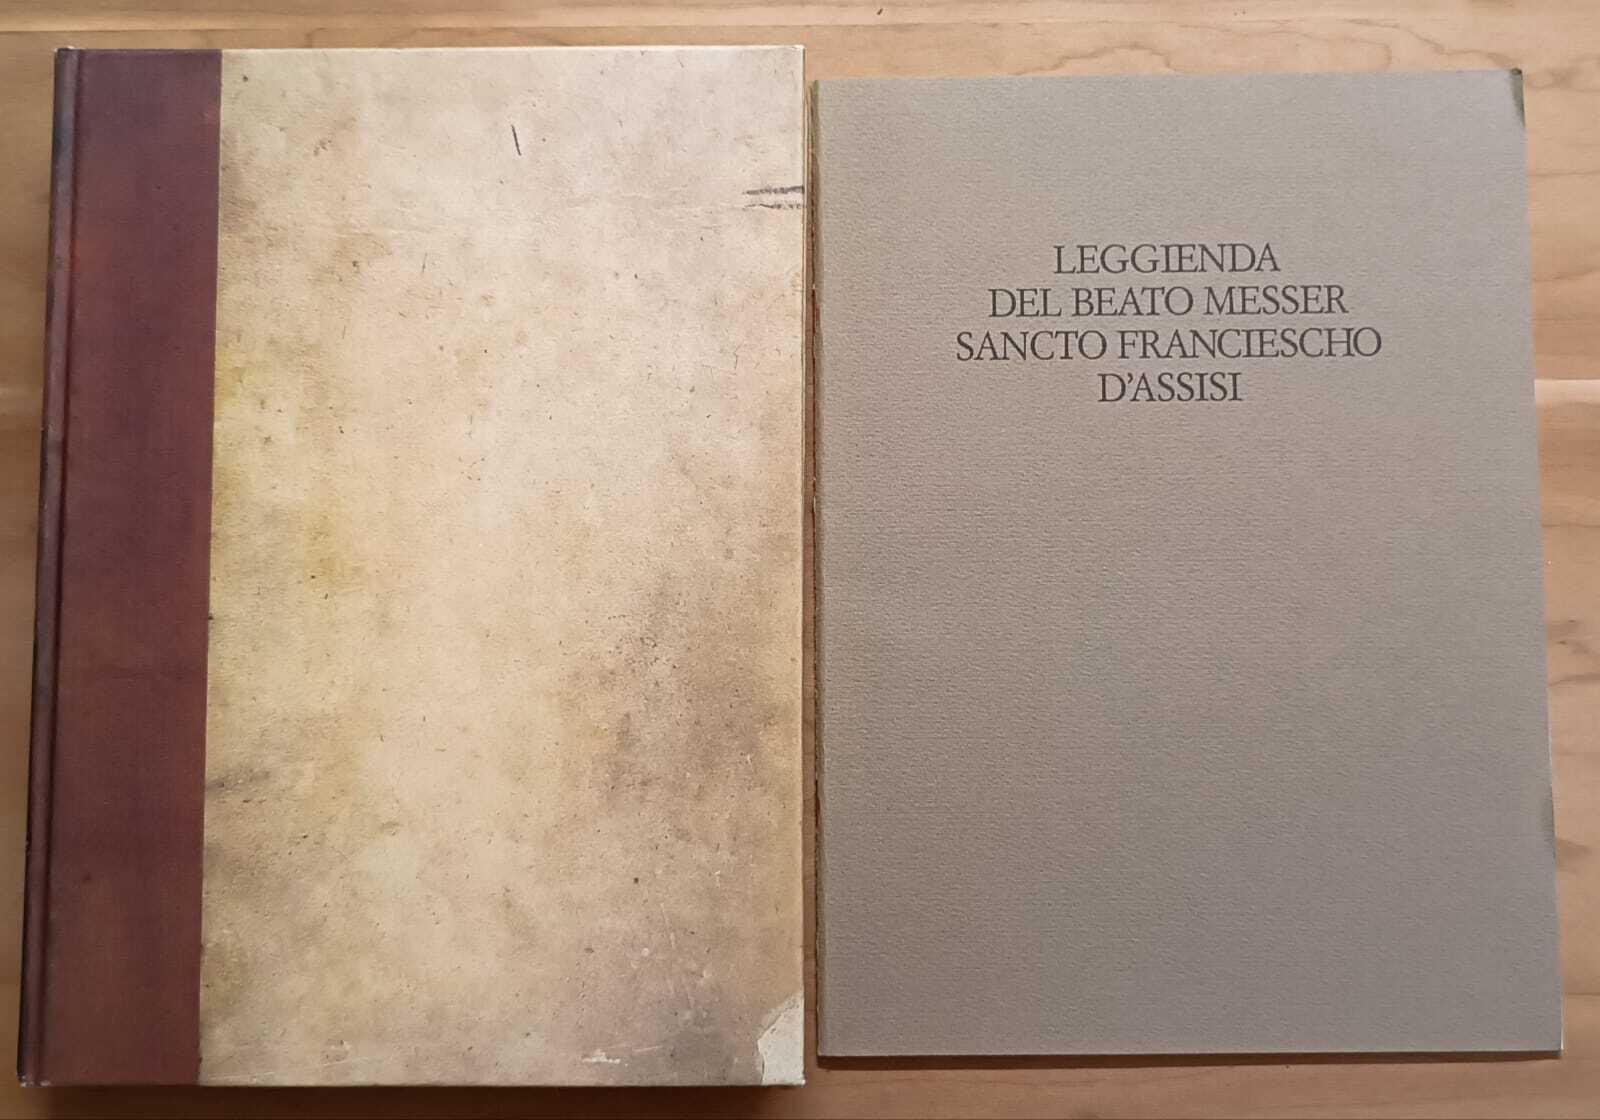 LEGGIENDA
DEL BEATO MESSER
SANCTO FRANCIESCHO
D'ASSISI